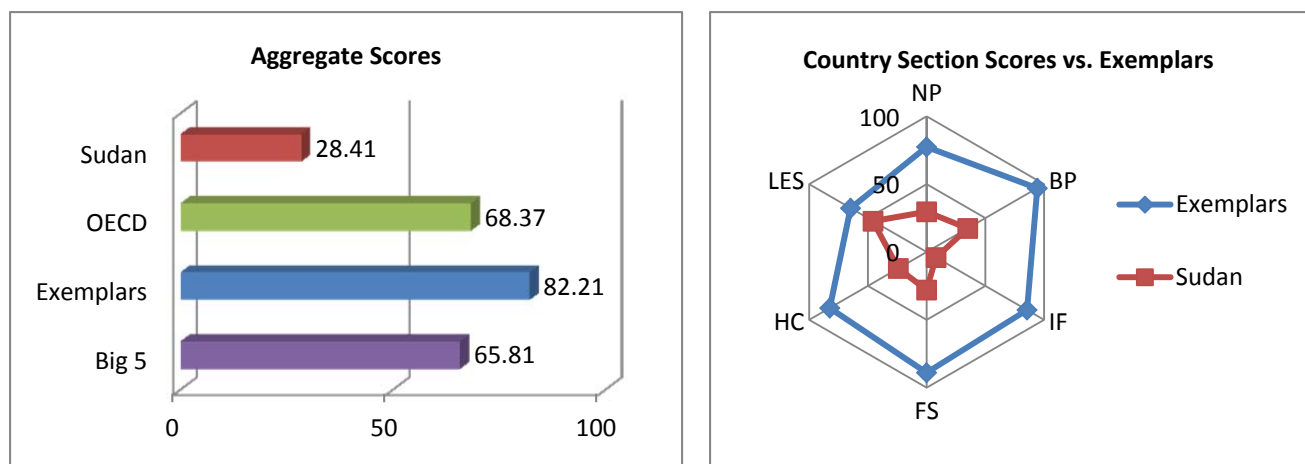 Aggregate Scores
Sudan
28.41
OECD
68.37
Exemplars
82.21
Big 5
65.81
0
50
100
Country Section Scores vs. Exemplars
NP
100
LES
50
BP
0
HC
IF
FS
Exemplars
Sudan